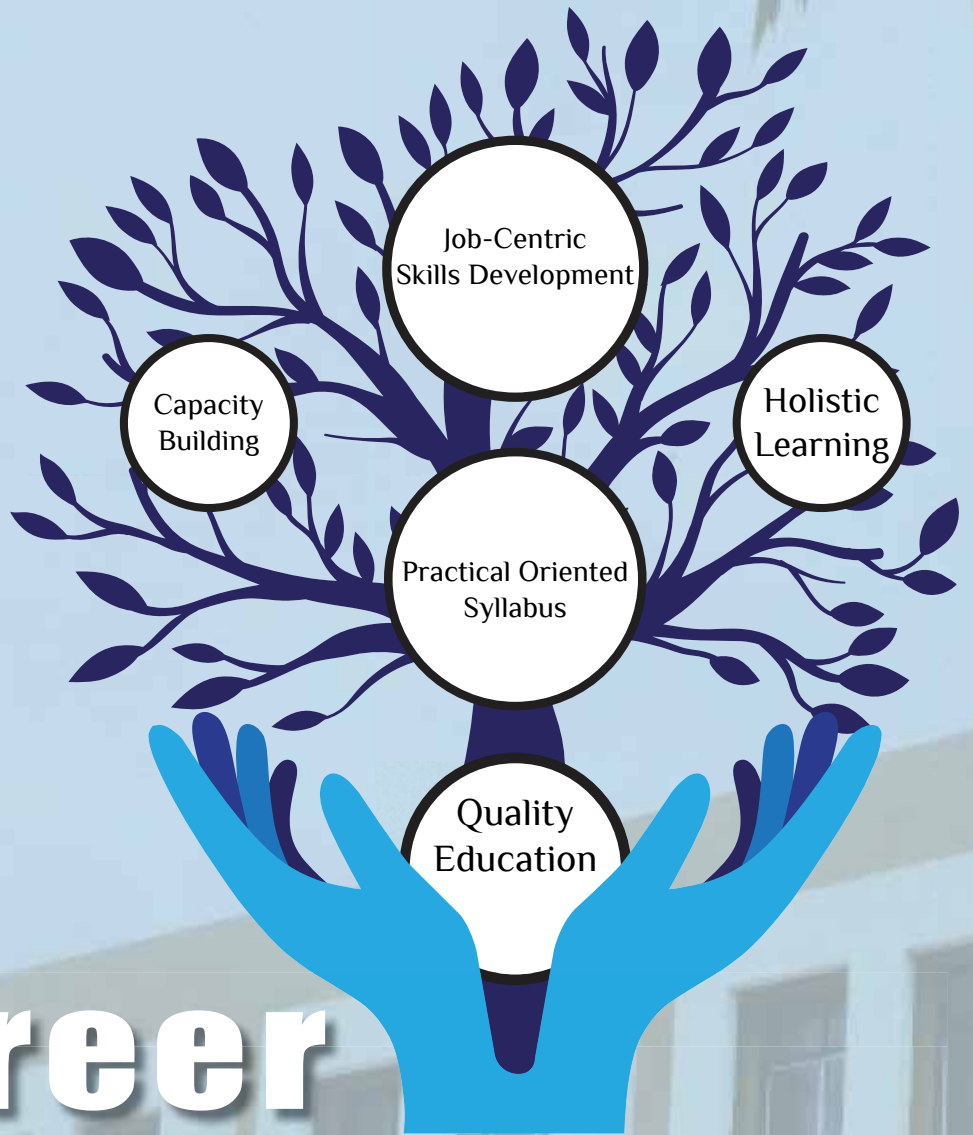 Job-Centric
Skills Development
Capacity
Building
Holistic
Learning
Practical Oriented
Syllabus
Quality
Education
reer